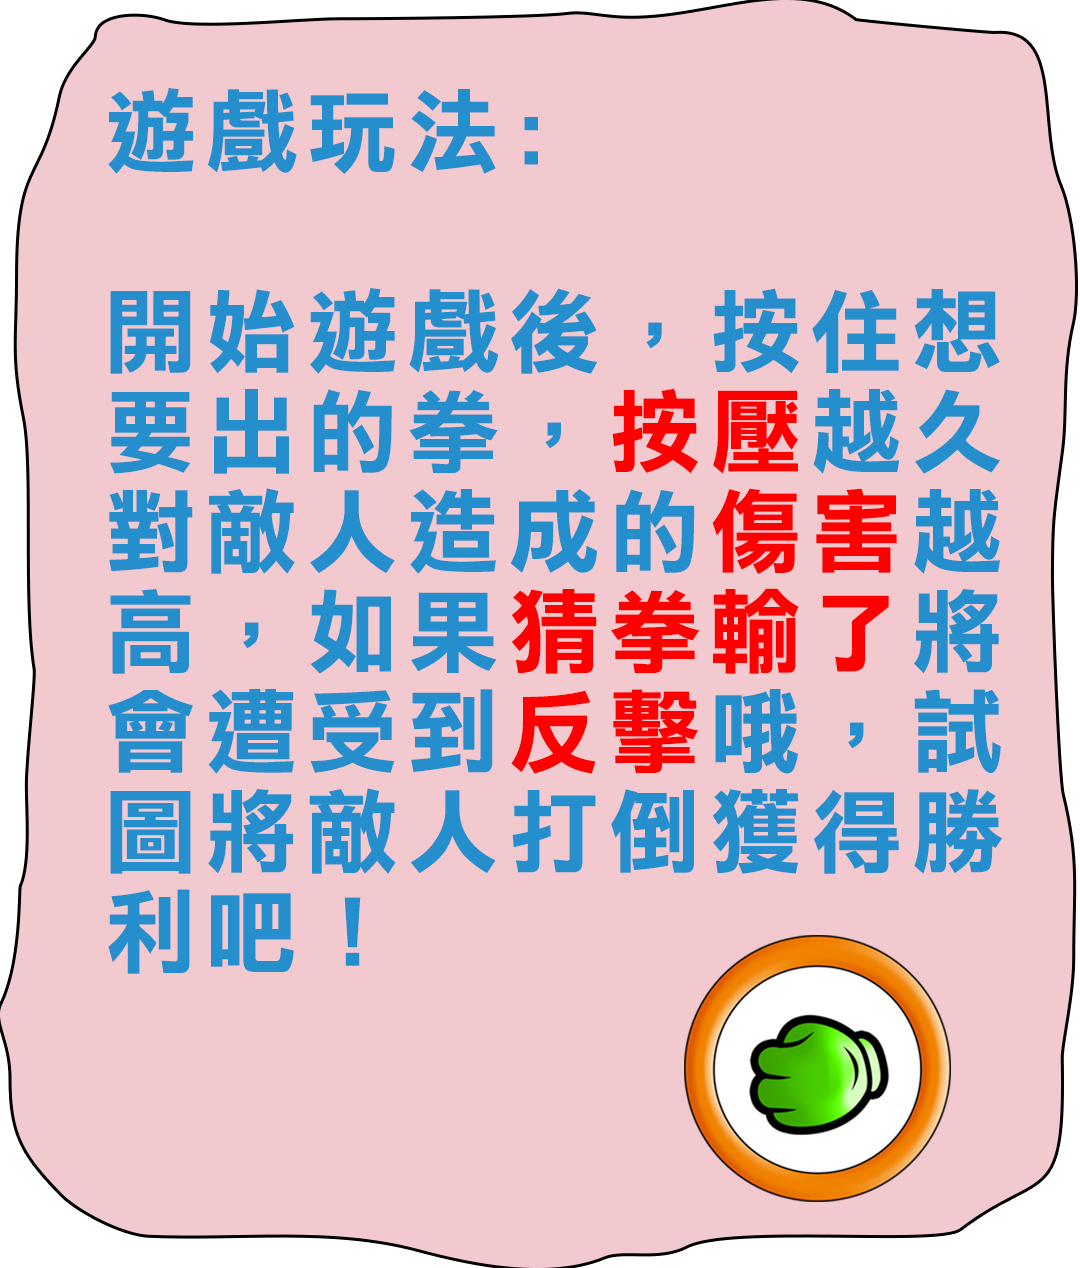 遊戲玩法:
開始遊戲後，按住想
要出的拳，按壓越久
對敵人造成的傷害越
高，如果猜拳輸了將
會遭受到反擊哦，試
圖將敵人打倒獲得勝
利吧！